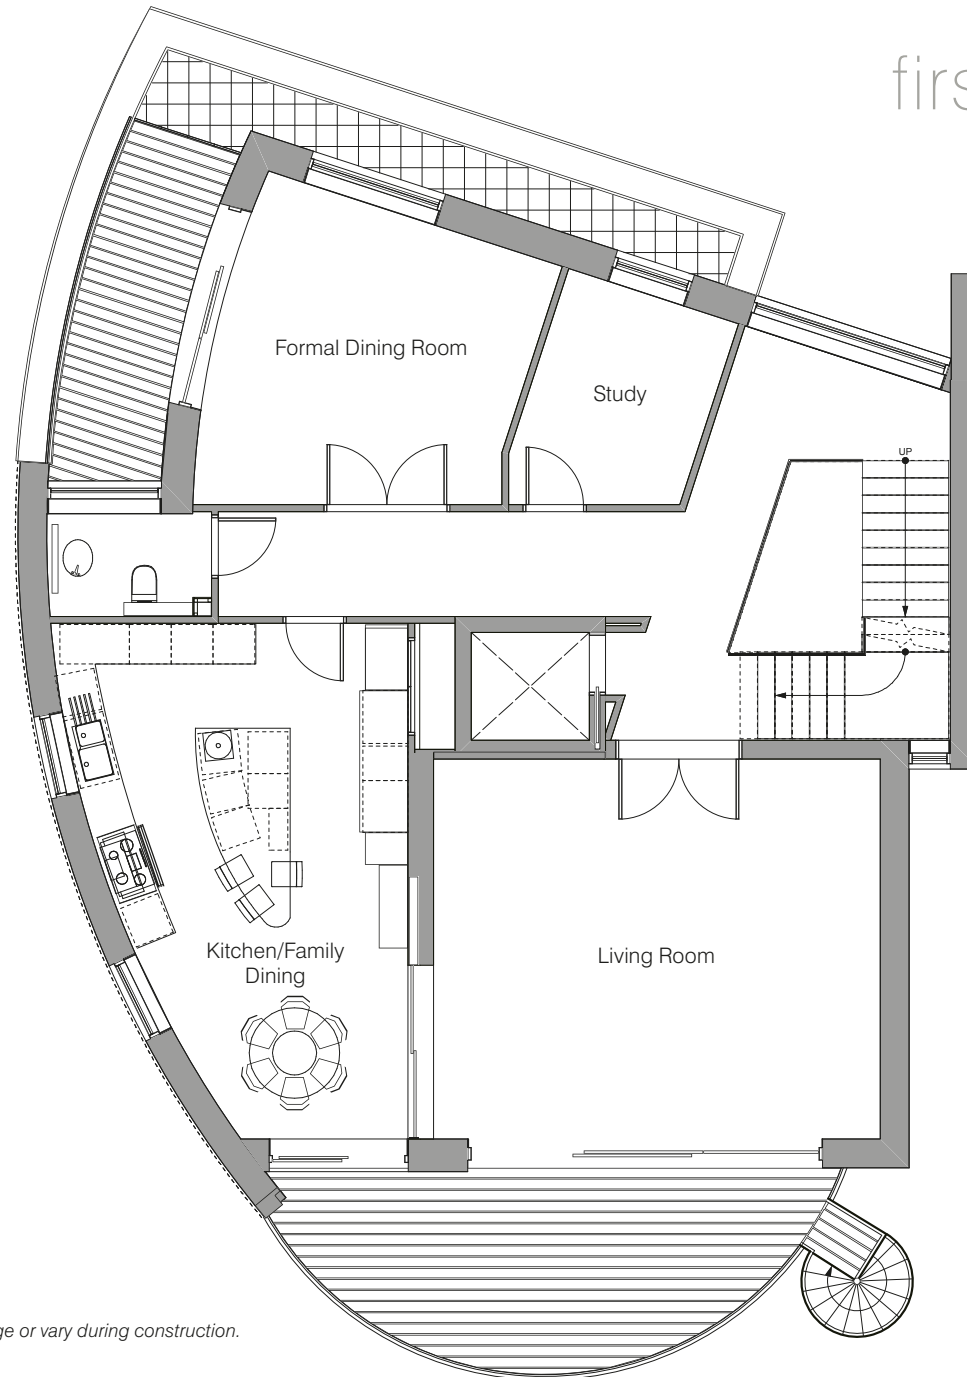 firs
Formal Dining Room
Study
UP
Kitchen/Family
Dining
Living Room
ge or vary during construction.